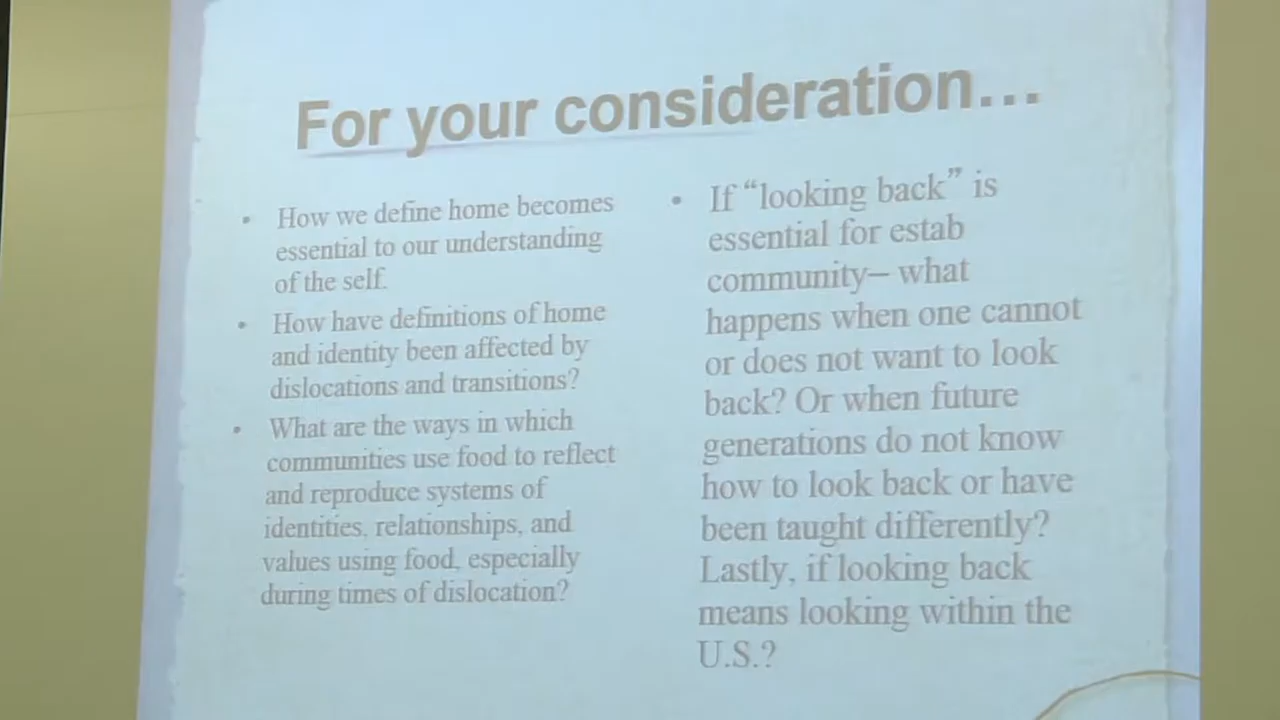 For your consideration…
• How we define home becomes
essential to our understanding
of the self.
• How have definitions of home
and identity been affected by
dislocations and transitions?
• What are the ways in which
communities use food to reflect
and reproduce systems of
identities, relationships, and
values using food, especially
during times of dislocation?
• If “looking back” is
essential for estab
community– what
happens when one cannot
or does not want to look
back? Or when future
generations do not know
how to look back or have
been taught differently?
Lastly, if looking back
means looking within the
U.S.?